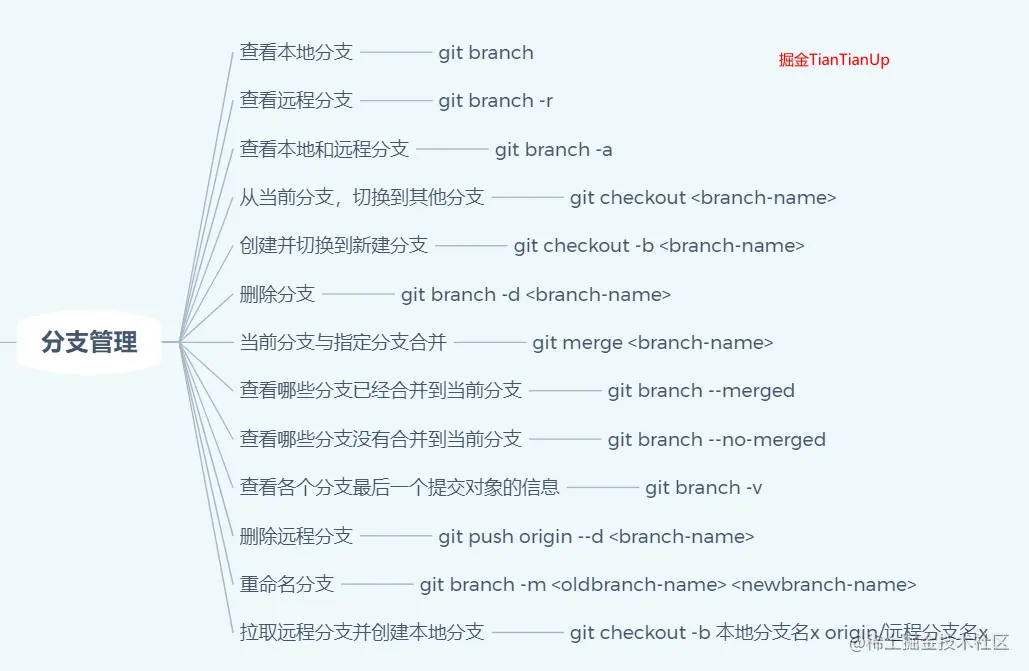 查看本地分支 git branch
掘金TianTianUp
查看远程分支 git branch -r
查看本地和远程分支 git branch -a
从当前分支，切换到其他分支 git checkout <branch-name>
创建并切换到新建分支 git checkout -b <branch-name>
删除分支 git branch -d <branch-name>
分支管理
当前分支与指定分支合并 git merge <branch-name>
查看哪些分支已经合并到当前分支 git branch --merged
查看哪些分支没有合并到当前分支 git branch --no-merged
查看各个分支最后一个提交对象的信息 git branch -v
删除远程分支 git push origin --d <branch-name>
重命名分支 git branch -m <oldbranch-name> <newbranch-name>
拉取远程分支并创建本地分支 git checkout -b 本地分支名x origin/远程分支名x
@稀土掘金技术社区